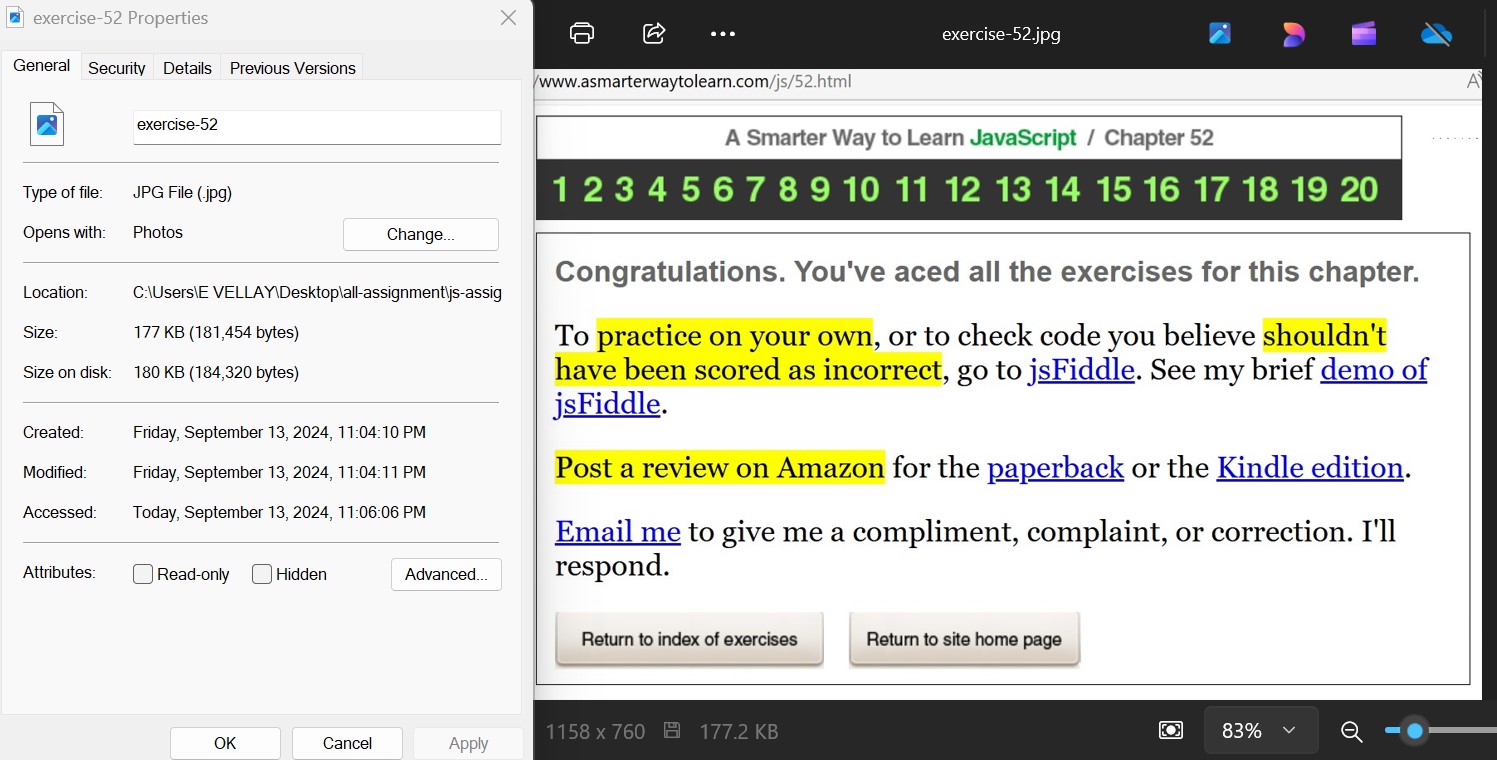 exercise-52 Properties
General Security Details Previous Versions
exercise-52
Type of file: JPG File (.jpg)
Opens with: Photos Change...
Location: C:\Users\E VELLAY\Desktop\all-assignment\js-assig
Size: 177 KB (181,454 bytes)
Size on disk: 180 KB (184,320 bytes)
Created: Friday, September 13, 2024, 11:04:10 PM
Modified: Friday, September 13, 2024, 11:04:11 PM
Accessed: Today, September 13, 2024, 11:06:06 PM
Attributes: Read-only Hidden Advanced...
OK Cancel Apply
exercise-52.jpg
/www.asmarterwaytolearn.com/js/52.html
A Smarter Way to Learn JavaScript / Chapter 52
1 2 3 4 5 6 7 8 9 10 11 12 13 14 15 16 17 18 19 20
Congratulations. You've aced all the exercises for this chapter.
To practice on your own, or to check code you believe shouldn't
have been scored as incorrect, go to jsFiddle. See my brief demo of
jsFiddle.
Post a review on Amazon for the paperback or the Kindle edition.
Email me to give me a compliment, complaint, or correction. I'll
respond.
Return to index of exercises Return to site home page
1158 x 760 177.2 KB 83%